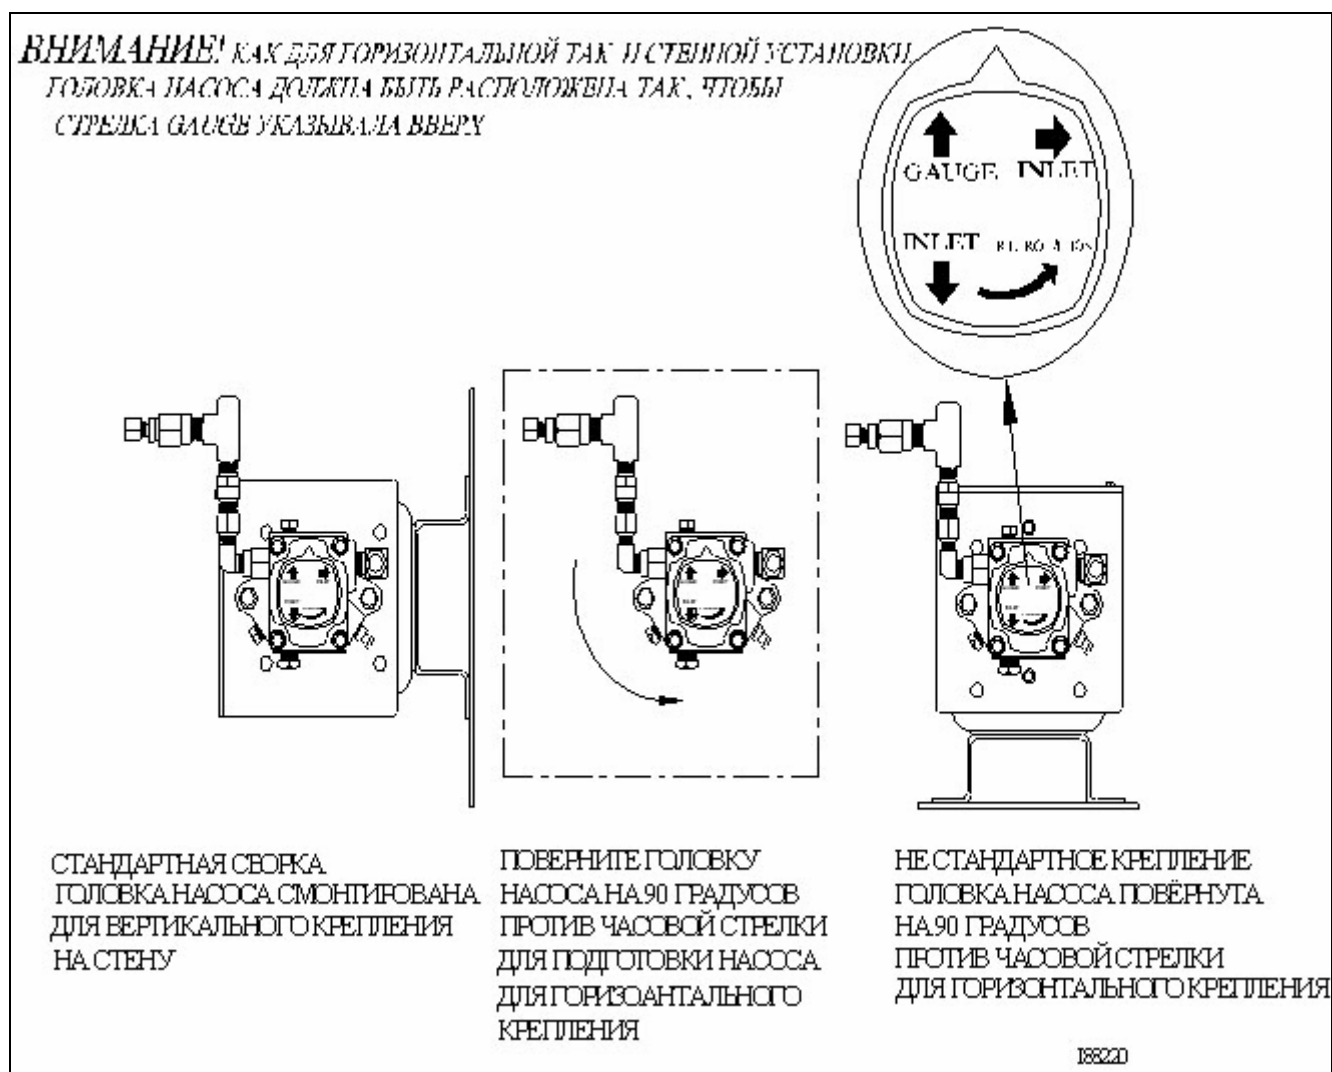 ВНИМАНИЕ! КАК ДЛЯ ГОРИЗОНТАЛЬНОЙ ТАК И СТЕННОЙ УСТАНОВКИ
ГОЛОВКА НАСОСА ДОЛЖНА БЫТЬ РАСПОЛОЖЕНА ТАК, ЧТОБЫ
СТРЕЛКА GAUGE УКАЗЫВАЛА ВВЕРХ
GAUGE INLET
INLET
СТАНДАРТНАЯ СБОРКА
ГОЛОВКА НАСОСА СМОНТИРОВАНА
ДЛЯ ВЕРТИКАЛЬНОГО КРЕПЛЕНИЯ
НА СТЕНУ
ПОВЕРНИТЕ ГОЛОВКУ
НАСОСА НА 90 ГРАДУСОВ
ПРОТИВ ЧАСОВОЙ СТРЕЛКИ
ДЛЯ ПОДГОТОВКИ НАСОСА
ДЛЯ ГОРИЗОАНТАЛЬНОГО
КРЕПЛЕНИЯ
НЕ СТАНДАРТНОЕ КРЕПЛЕНИЕ
ГОЛОВКА НАСОСА ПОВЁРНУТА
НА 90 ГРАДУСОВ
ПРОТИВ ЧАСОВОЙ СТРЕЛКИ
ДЛЯ ГОРИЗОНТАЛЬНОГО КРЕПЛЕНИЯ
I88220